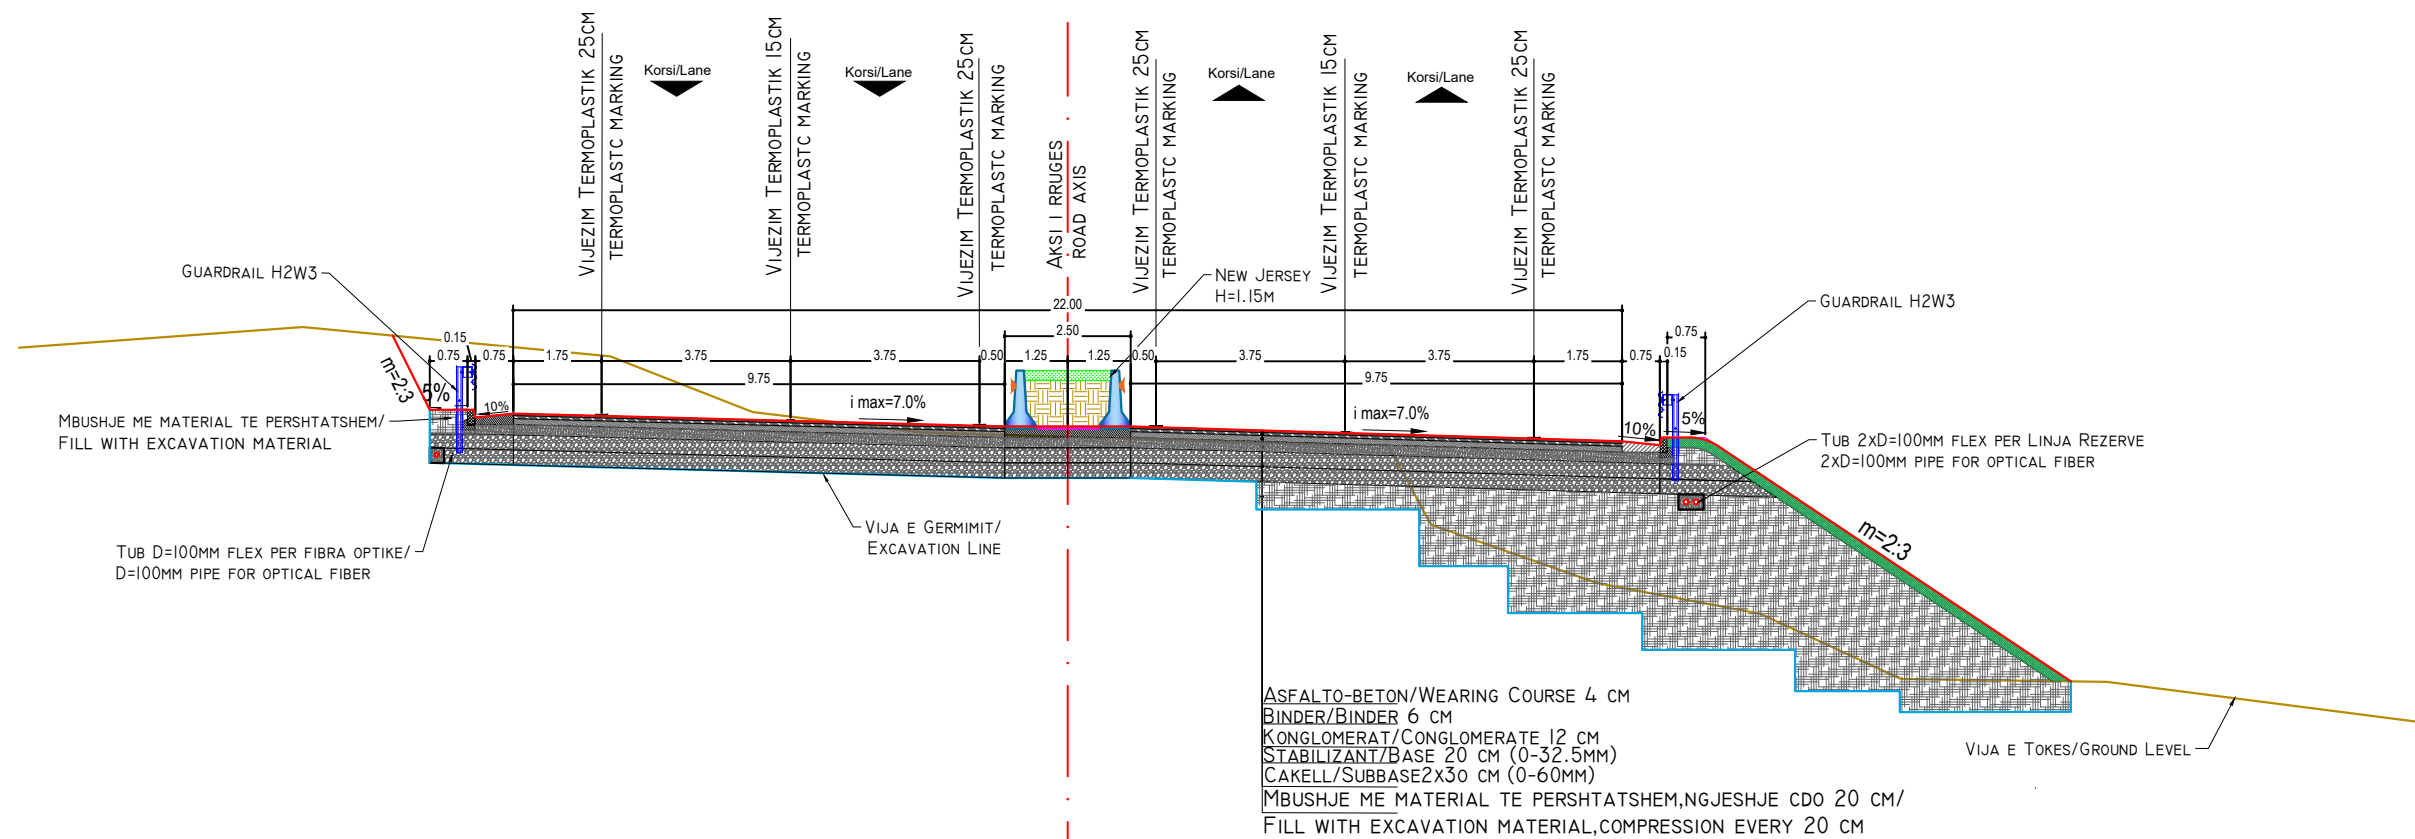 VIJEZIM TERMOPLASTIK 25CM
TERMOPLASTC MARKING
Korsi/Lane
VIJEZIM TERMOPLASTIK 15CM
TERMOPLASTC MARKING
Korsi/Lane
VIJEZIM TERMOPLASTIK 25CM
TERMOPLASTC MARKING
AKSI I RRUGES
ROAD AXIS
VIJEZIM TERMOPLASTIK 25CM
TERMOPLASTC MARKING
Korsi/Lane
VIJEZIM TERMOPLASTIK 15CM
TERMOPLASTC MARKING
Korsi/Lane
VIJEZIM TERMOPLASTIK 25CM
TERMOPLASTC MARKING
GUARDRAIL H2W3
NEW JERSEY
H=1.15M
GUARDRAIL H2W3
22.00
2.50
0.15
0.75
0.75 0.75 1.75 3.75 3.75 0.50 1.25 1.25 0.50 3.75 3.75 1.75 0.75 0.15
9.75
9.75
m=2:3
5%
10%
i max=7.0%
i max=7.0%
10%
5%
MBUSHJE ME MATERIAL TE PERSHTATSHEM/
FILL WITH EXCAVATION MATERIAL
TUB 2XD=100MM FLEX PER LINJA REZERVE
2XD=100MM PIPE FOR OPTICAL FIBER
VIJA E GERMIMIT/
EXCAVATION LINE
m=2:3
TUB D=100MM FLEX PER FIBRA OPTIKE/
D=100MM PIPE FOR OPTICAL FIBER
ASFALTO-BETON/WEARING COURSE 4 CM
BINDER/BINDER 6 CM
KONGLOMERAT/CONGLOMERATE 12 CM
STABILIZANT/BASE 20 CM (0-32.5MM)
CAKELL/SUBBASE2X30 CM (0-60MM)
MBUSHJE ME MATERIAL TE PERSHTATSHEM,NGJESHJE CDO 20 CM/
FILL WITH EXCAVATION MATERIAL,COMPRESSION EVERY 20 CM
VIJA E TOKES/GROUND LEVEL